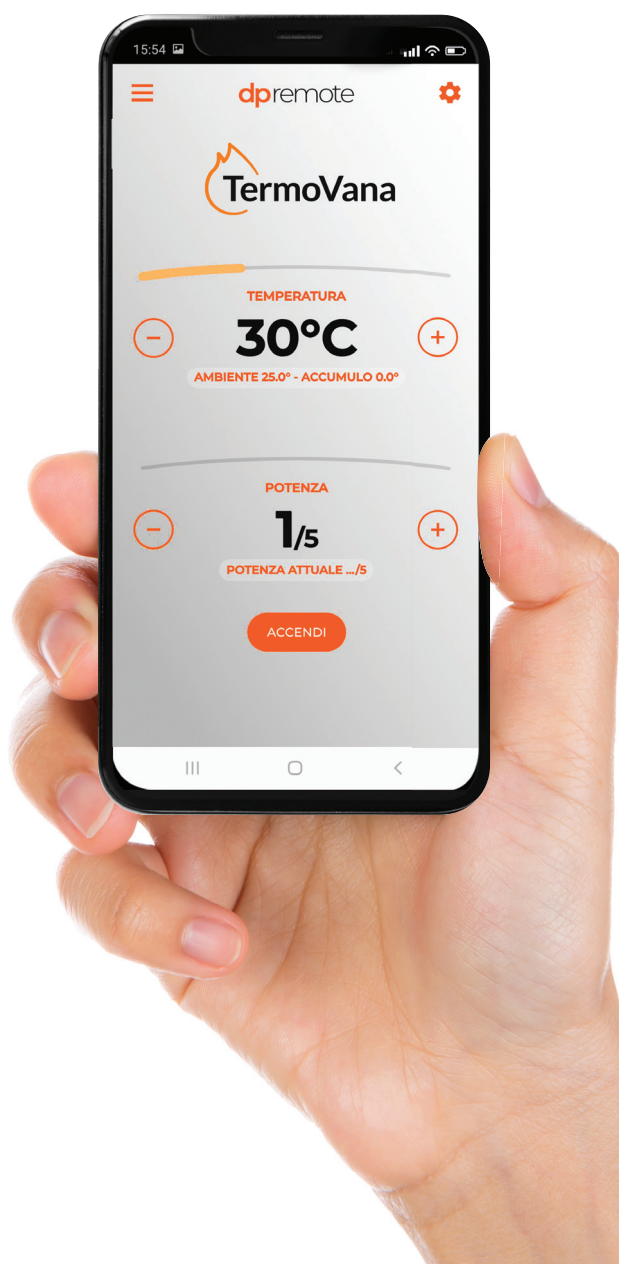 15:54
dpremote
TermoVana
TEMPERATURA
− 30°C +
AMBIENTE 25.0° - ACCUMULO 0.0°
POTENZA
− 1/5 +
POTENZA ATTUALE .../5
ACCENDI